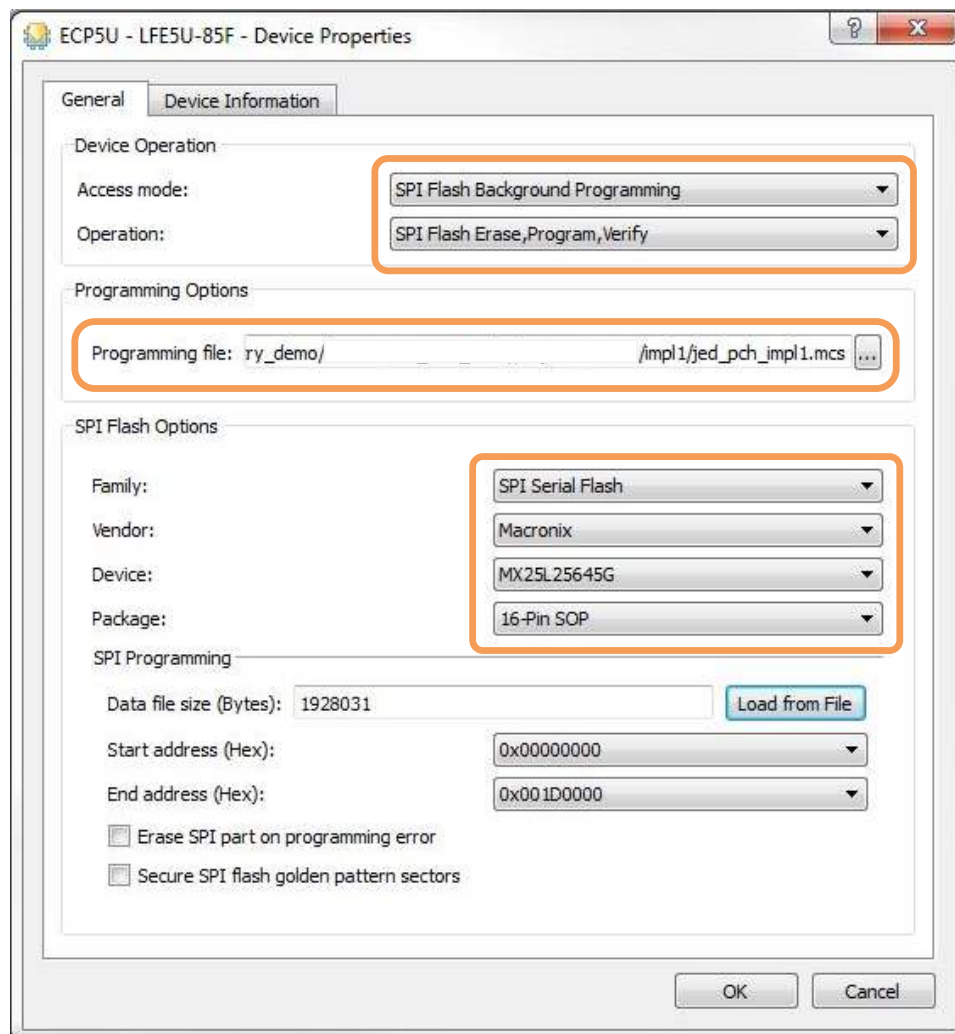 ECP5U - LFE5U-85F - Device Properties
General Device Information
Device Operation
Access mode: SPI Flash Background Programming
Operation: SPI Flash Erase,Program,Verify
Programming Options
Programming file: ry_demo/ /impl1/jed_pch_impl1.mcs ...
SPI Flash Options
Family: SPI Serial Flash
Vendor: Macronix
Device: MX25L25645G
Package: 16-Pin SOP
SPI Programming
Data file size (Bytes): 1928031 Load from File
Start address (Hex): 0x00000000
End address (Hex): 0x001D0000
Erase SPI part on programming error
Secure SPI flash golden pattern sectors
OK Cancel